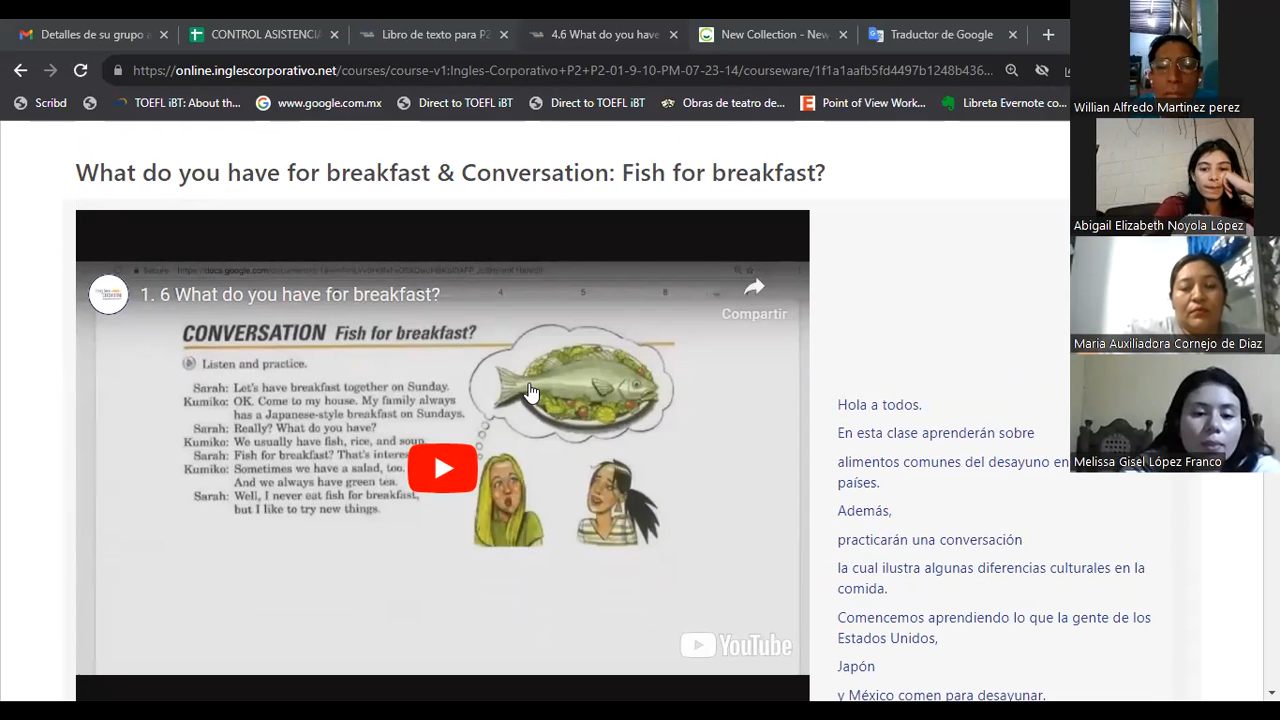 Detalles de su grupo
CONTROL ASISTENCIA
Libro de texto para P2
4.6 What do you have
New Collection - New
Traductor de Google
https://online.inglescorporativo.net/courses/course-v1:Ingles-Corporativo+P2+P2-01-9-10-PM-07-23-14/courseware/1f1a1aafb5fd4497b1248b436...
Scribd
TOEFL iBT: About th...
www.google.com.mx
Direct to TOEFL iBT
Direct to TOEFL iBT
Obras de teatro de...
Point of View Work...
Libreta Evernote co...
What do you have for breakfast & Conversation: Fish for breakfast?
1. 6 What do you have for breakfast?
Compartir
CONVERSATION Fish for breakfast?
Listen and practice.
Sarah: Let's have breakfast together on Sunday.
Kumiko: OK. Come to my house. My family always
has a Japanese-style breakfast on Sundays.
Sarah: Really? What do you have?
Kumiko: We usually have fish, rice, and soup.
Sarah: Fish for breakfast? That's interes
Kumiko: Sometimes we have a salad, too.
And we always have green tea.
Sarah: Well, I never eat fish for breakfast,
but I like to try new things.
YouTube
Hola a todos.
En esta clase aprenderán sobre
alimentos comunes del desayuno en
países.
Además,
practicarán una conversación
la cual ilustra algunas diferencias culturales en la
comida.
Comencemos aprendiendo lo que la gente de los
Estados Unidos,
Japón
y México comen para desayunar.
Willian Alfredo Martinez perez
Abigail Elizabeth Noyola López
Maria Auxiliadora Cornejo de Diaz
Melissa Gisel López Franco